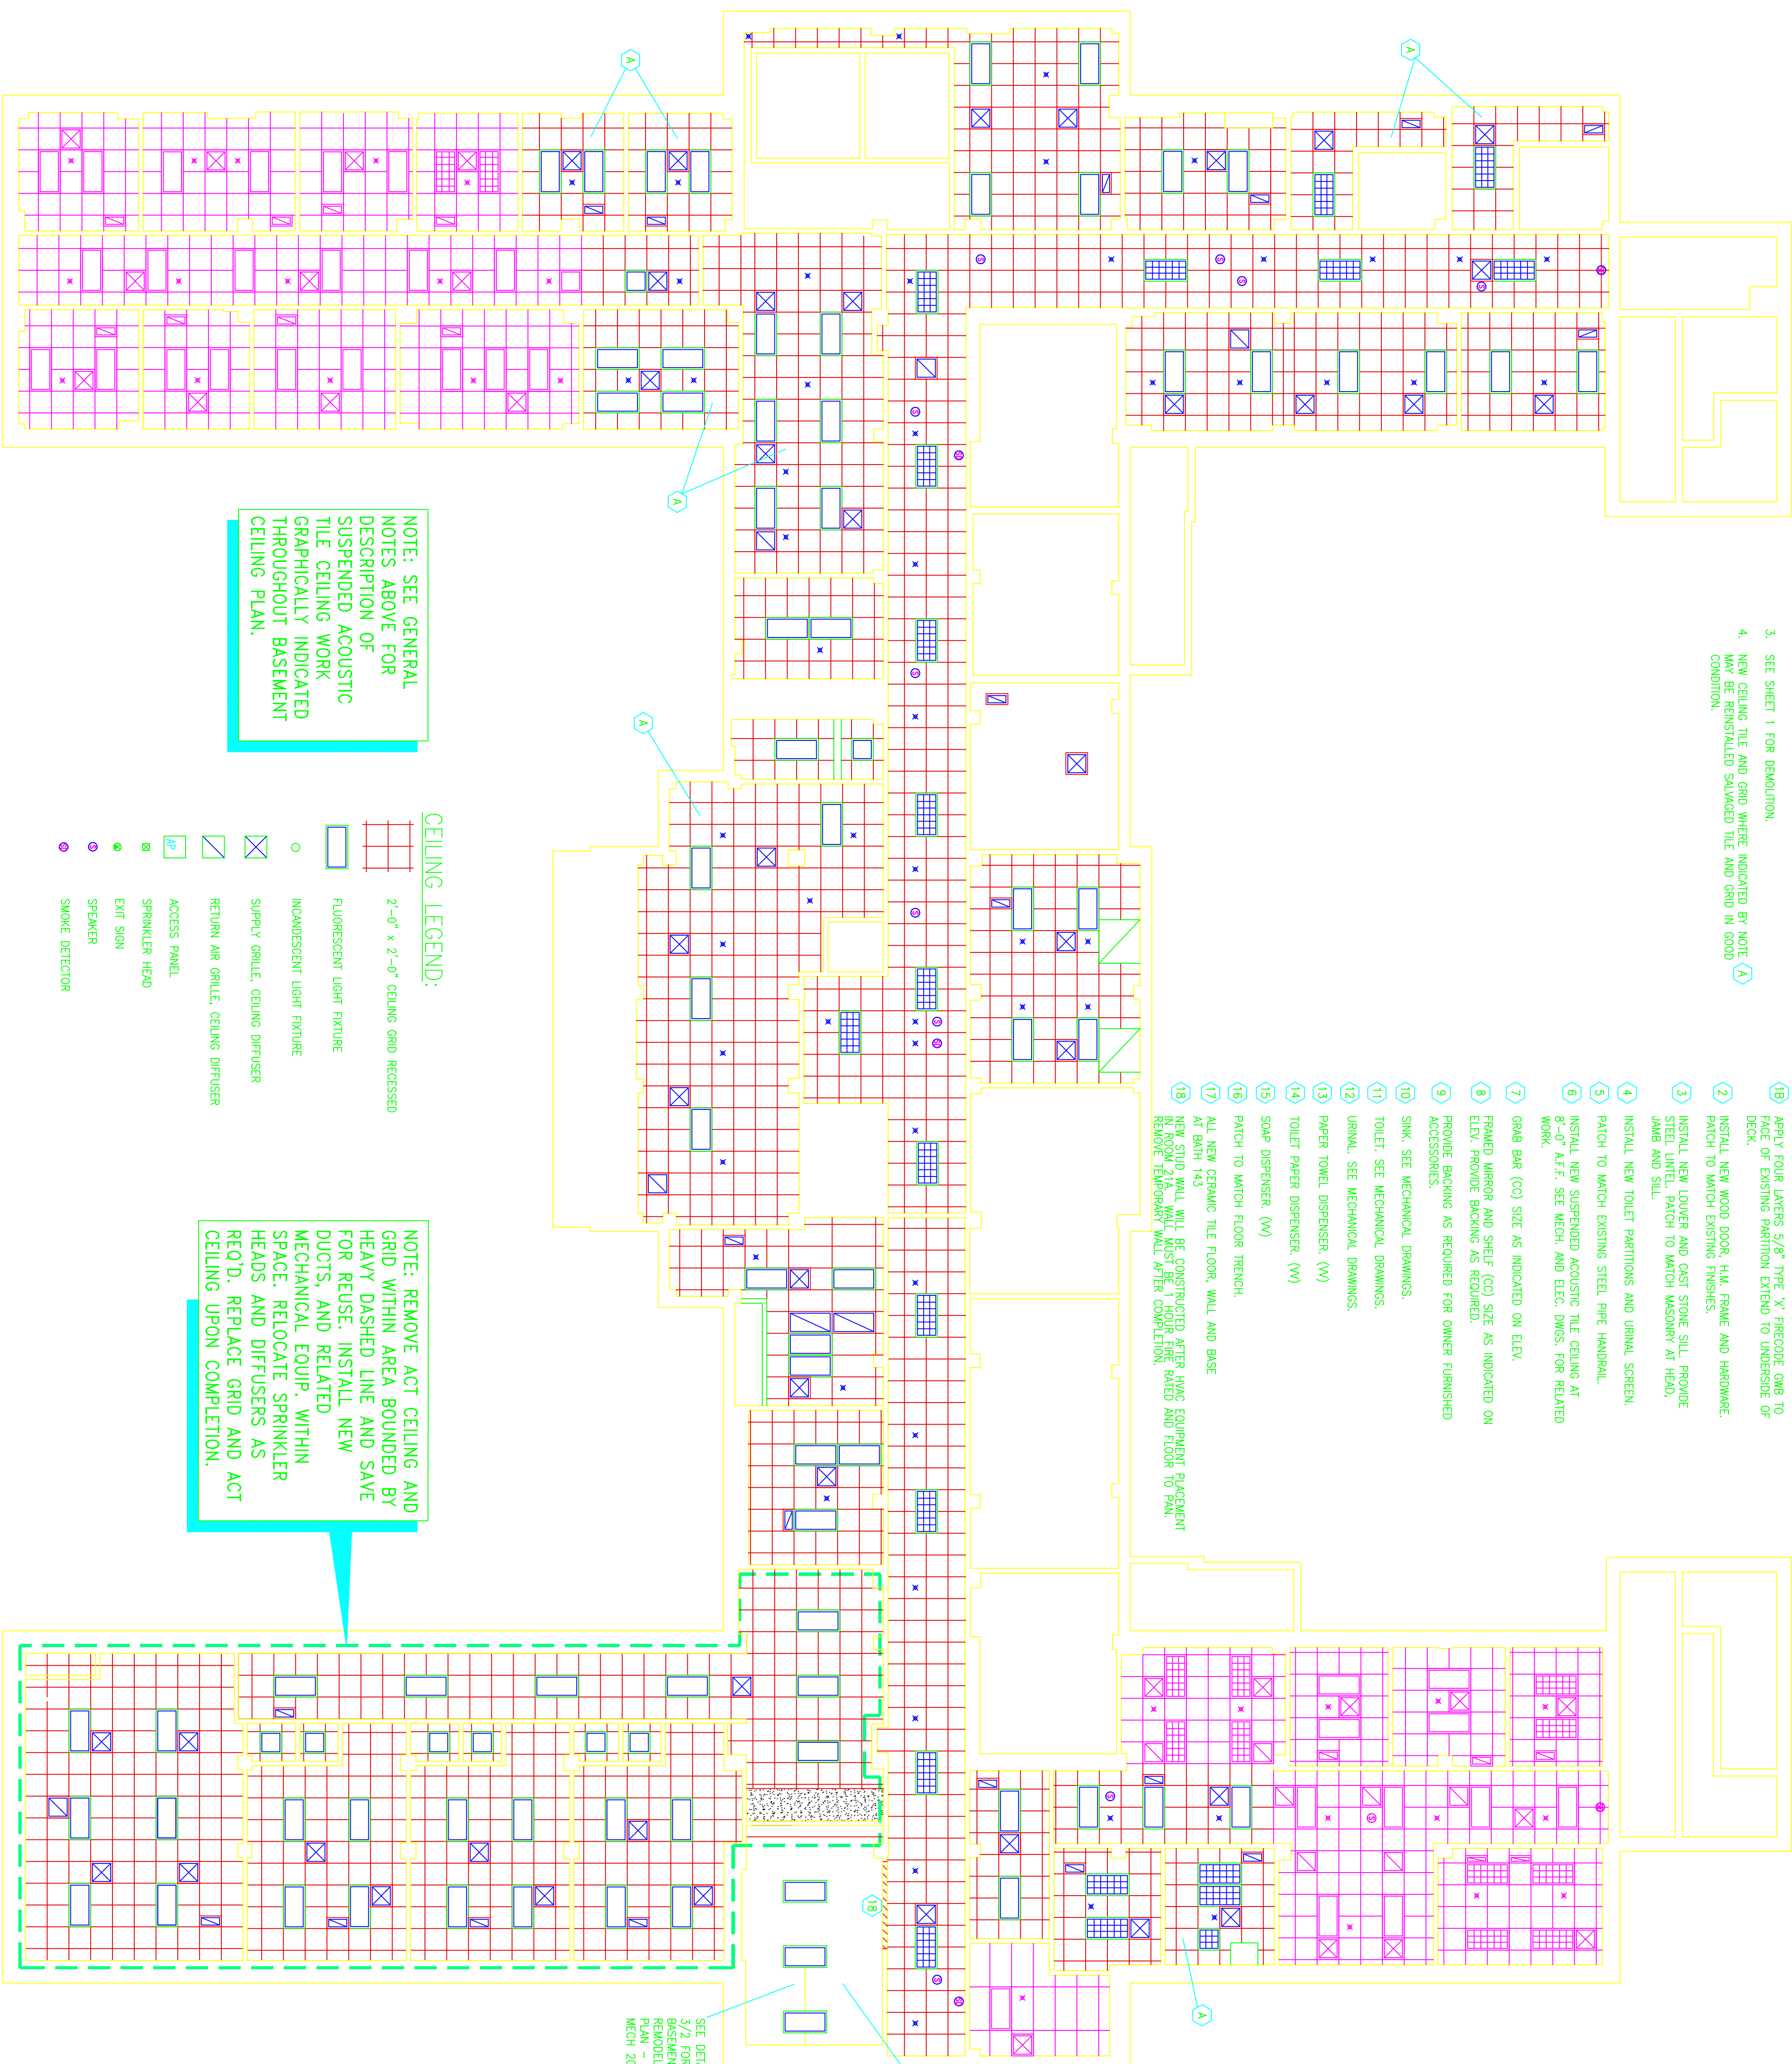 3. SEE SHEET 1 FOR DEMOLITION.
4. NEW CEILING TILE AND GRID WHERE INDICATED BY NOTE A
MAY BE REINSTALLED SALVAGED TILE AND GRID IN GOOD
CONDITION.
1B APPLY FOUR LAYERS 5/8" TYPE 'X' FIRECODE GWB TO
FACE OF EXISTING PARTITION EXTEND TO UNDERSIDE OF
DECK.
2 INSTALL NEW WOOD DOOR, H.M. FRAME AND HARDWARE.
PATCH TO MATCH EXISTING FINISHES.
3 INSTALL NEW LOUVER AND CAST STONE SILL. PROVIDE
STEEL LINTEL. PATCH TO MATCH MASONRY AT HEAD,
JAMB AND SILL.
4 INSTALL NEW TOILET PARTITIONS AND URINAL SCREEN.
5 PATCH TO MATCH EXISTING STEEL PIPE HANDRAIL.
6 INSTALL NEW SUSPENDED ACOUSTIC TILE CEILING AT
8'-0" A.F.F. SEE MECH. AND ELEC. DWGS. FOR RELATED
WORK.
7 GRAB BAR (CC) SIZE AS INDICATED ON ELEV.
8 FRAMED MIRROR AND SHELF (CC) SIZE AS INDICATED ON
ELEV. PROVIDE BACKING AS REQUIRED.
9 PROVIDE BACKING AS REQUIRED FOR OWNER FURNISHED
ACCESSORIES.
10 SINK. SEE MECHANICAL DRAWINGS.
11 TOILET. SEE MECHANICAL DRAWINGS.
12 URINAL. SEE MECHANICAL DRAWINGS.
13 PAPER TOWEL DISPENSER. (VV)
14 TOILET PAPER DISPENSER. (VV)
15 SOAP DISPENSER. (VV)
16 PATCH TO MATCH FLOOR TRENCH.
17 ALL NEW CERAMIC TILE FLOOR, WALL AND BASE
AT BATH 143
18 NEW STUD WALL WILL BE CONSTRUCTED AFTER HVAC EQUIPMENT PLACEMENT
IN ROOM 21A. WALL MUST BE 1 HOUR FIRE RATED AND FLOOR TO PAN.
REMOVE TEMPORARY WALL AFTER COMPLETION.
A
A
A
A
A
18
NOTE: SEE GENERAL
NOTES ABOVE FOR
DESCRIPTION OF
SUSPENDED ACOUSTIC
TILE CEILING WORK
GRAPHICALLY INDICATED
THROUGHOUT BASEMENT
CEILING PLAN.
CEILING LEGEND:
2'-0" x 2'-0" CEILING GRID RECESSED
FLUORESCENT LIGHT FIXTURE
INCANDESCENT LIGHT FIXTURE
SUPPLY GRILLE, CEILING DIFFUSER
RETURN AIR GRILLE, CEILING DIFFUSER
AP ACCESS PANEL
SPRINKLER HEAD
EXIT SIGN
S SPEAKER
SMOKE DETECTOR
NOTE: REMOVE ACT CEILING AND
GRID WITHIN AREA BOUNDED BY
HEAVY DASHED LINE AND SAVE
FOR REUSE. INSTALL NEW
DUCTS, AND RELATED
MECHANICAL EQUIP. WITHIN
SPACE. RELOCATE SPRINKLER
HEADS AND DIFFUSERS AS
REQ'D. REPLACE GRID AND ACT
CEILING UPON COMPLETION.
SEE
3/2 FOR
PLAN -